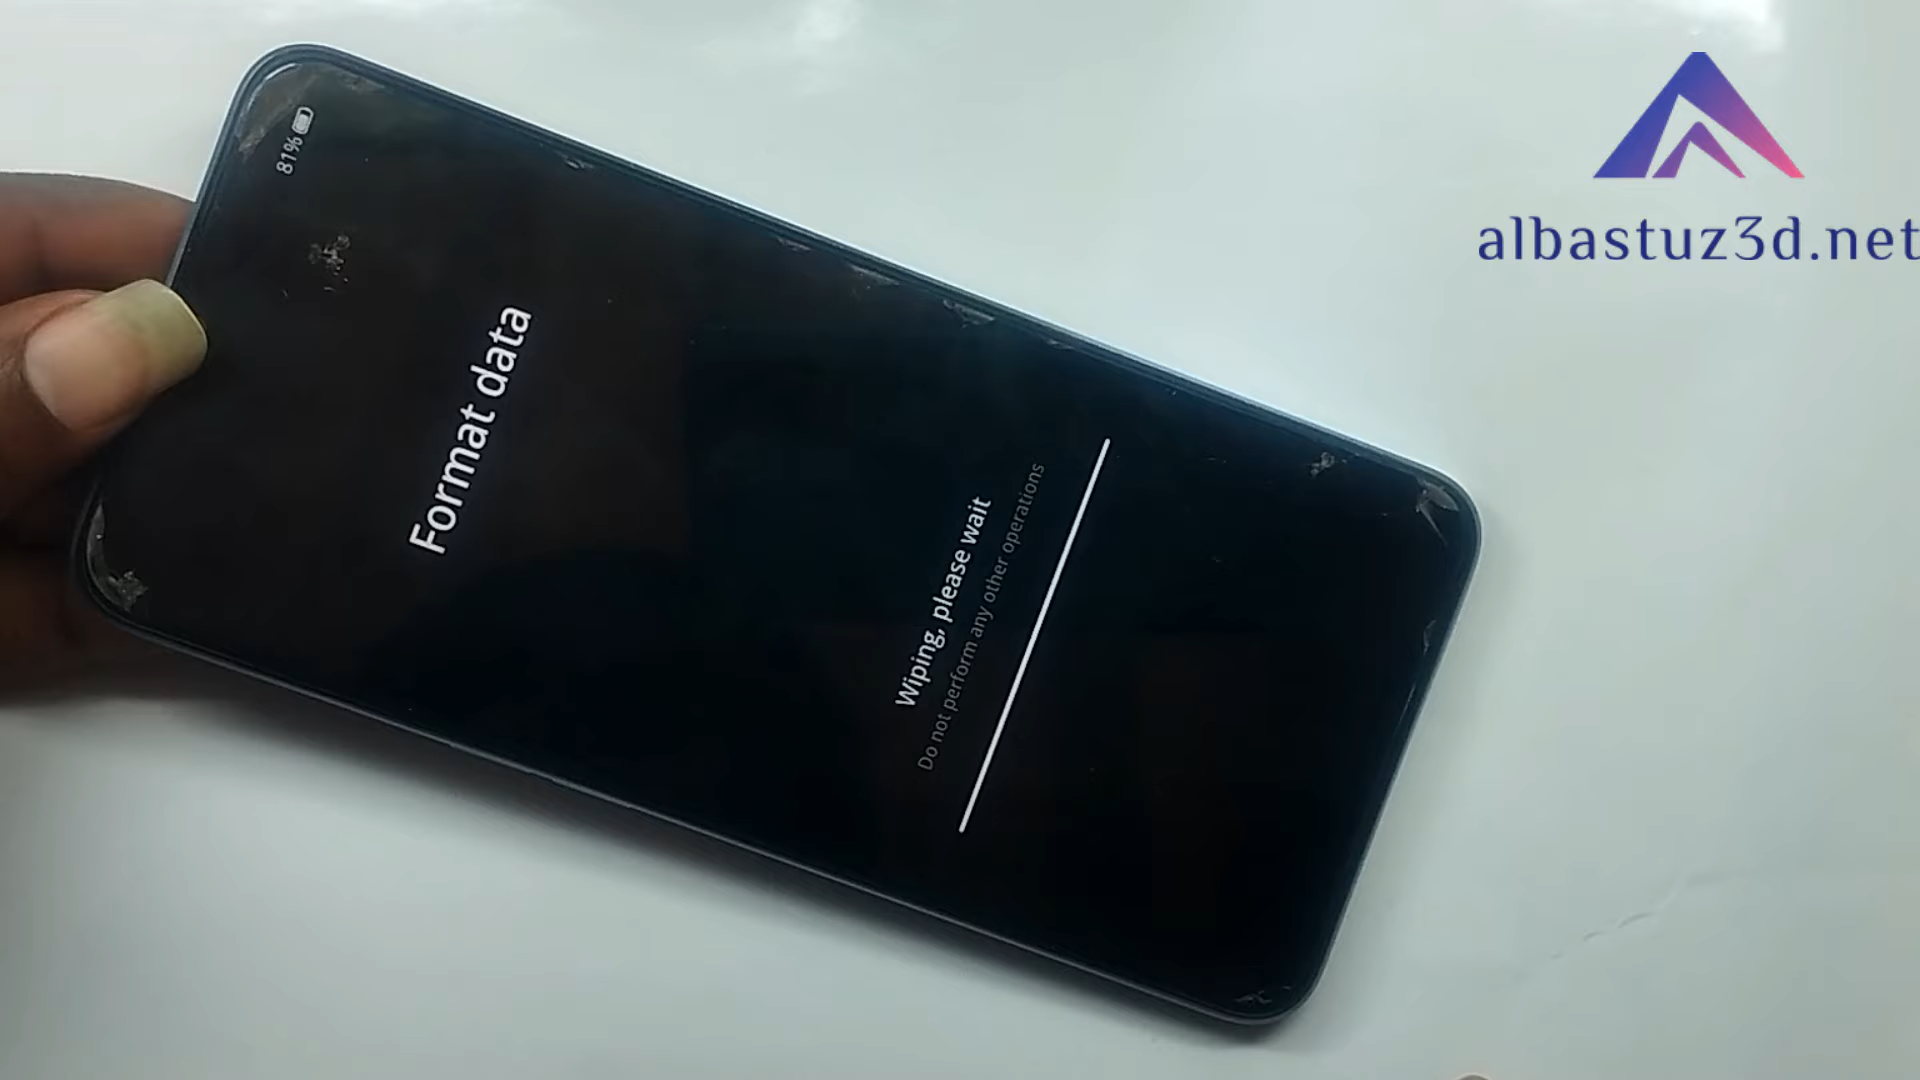 81%
Format data
Wiping, please wait
Do not perform any other operations
albastuz3d.net